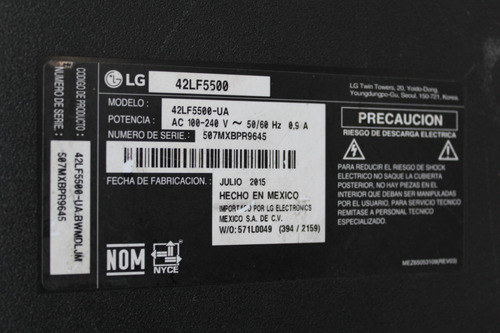 CODIGO DE PRODUCTO:
NUMERO DE SERIE:
42LF5500-UA.BWMDLJM
507MXBPR9645
LG
42LF5500
MODELO: 42LF5500-UA
POTENCIA: AC 100-240 V ~ 50/60 Hz 0.9 A
NUMERO DE SERIE: 507MXBPR9645
FECHA DE FABRICACION: JULIO 2015
HECHO EN MEXICO
IMPORTADO POR LG ELECTRONICS
MEXICO S.A. DE C.V.
W/O:571L0049 (394 / 2159)
NOM
NYCE
LG Twin Towers, 20, Yoido-Dong,
Youngdungpo-Gu, Seoul, 150-721, Korea.
PRECAUCION
RIESGO DE DESCARGA ELECTRICA
PARA REDUCIR EL RIESGO DE SHOCK
ELECTRICO NO SAQUE LA CUBIERTA
POSTERIOR. NO HAY PIEZAS EN EL
INTERIOR QUE DEBAN SER MANIPULADAS
POR EL USUARIO. PARA SERVICIO TECNICO
REMITASE A PERSONAL TECNICO
ESPECIALIZADO.